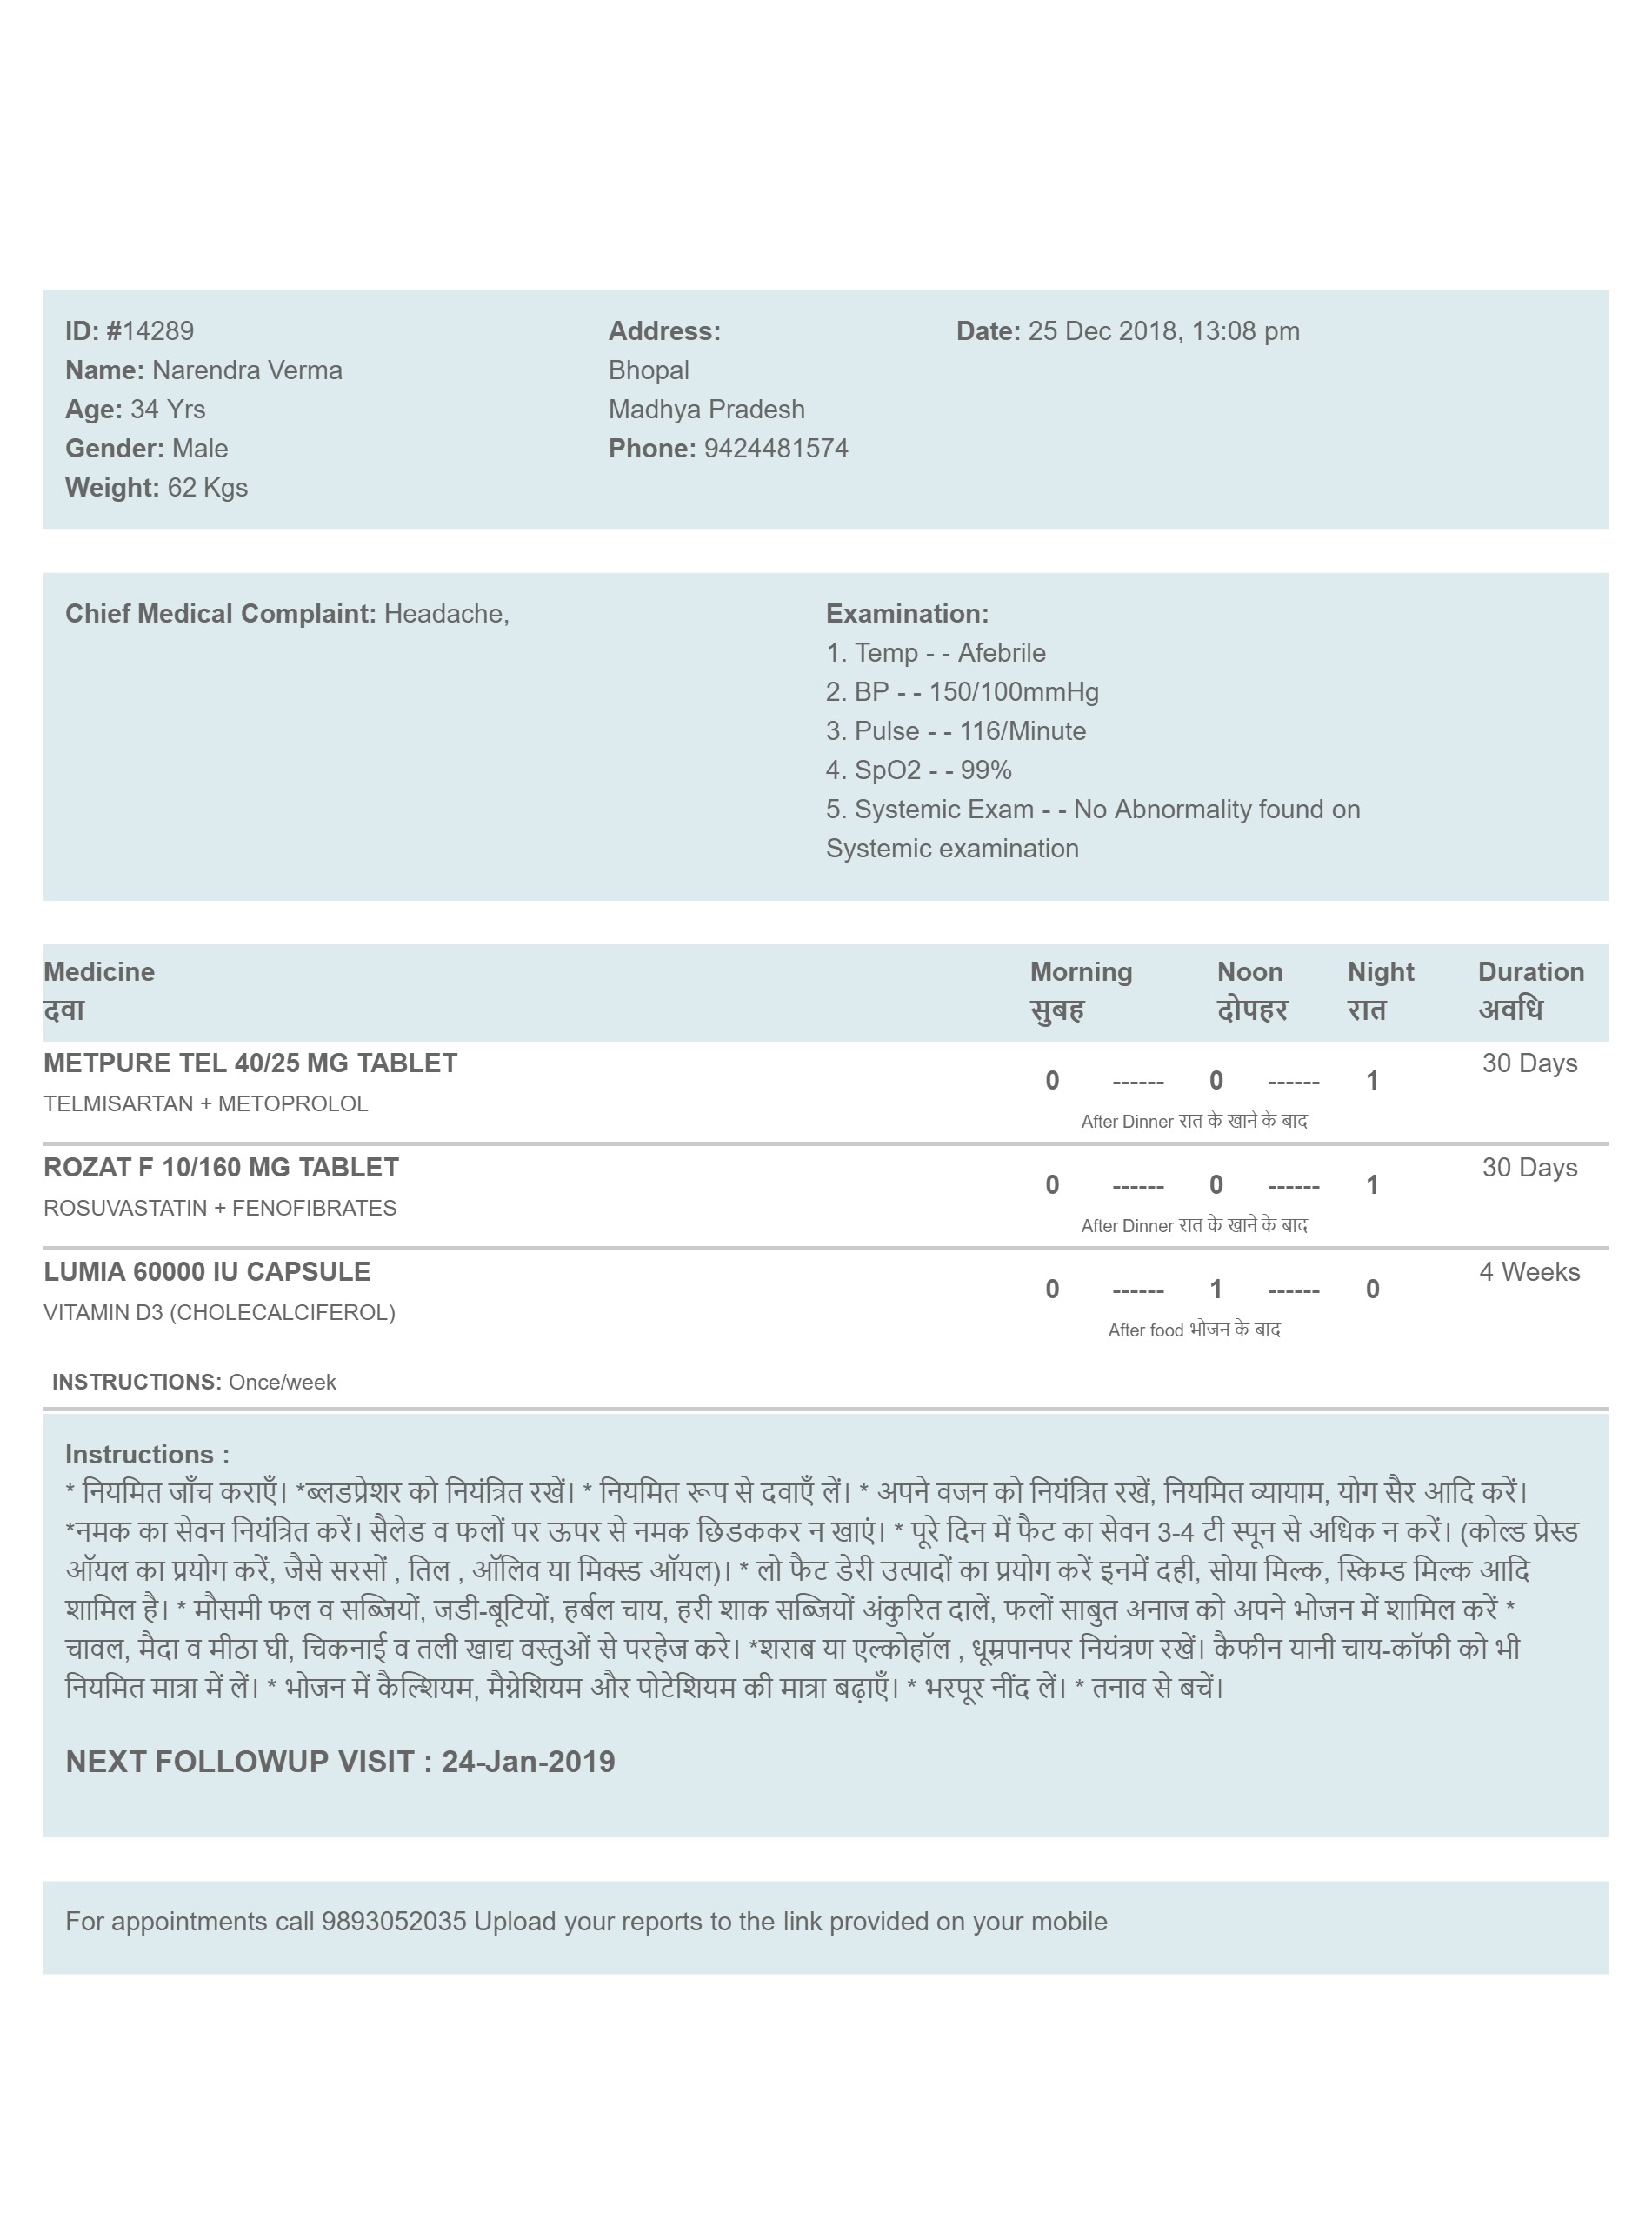 ID: #14289
Name: Narendra Verma
Age: 34 Yrs
Gender: Male
Weight: 62 Kgs
Address:
Bhopal
Madhya Pradesh
Phone: 9424481574
Date: 25 Dec 2018, 13:08 pm
Chief Medical Complaint: Headache,
Examination:
1. Temp - - Afebrile
2. BP - - 150/100mmHg
3. Pulse - - 116/Minute
4. SpO2 - - 99%
5. Systemic Exam - - No Abnormality found on
Systemic examination
Medicine Morning Noon Night Duration
दवा सुबह दोपहर रात अवधि
METPURE TEL 40/25 MG TABLET 30 Days
0 ------ 0 ------ 1
TELMISARTAN + METOPROLOL
After Dinner रात के खाने के बाद
ROZAT F 10/160 MG TABLET 30 Days
0 ------ 0 ------ 1
ROSUVASTATIN + FENOFIBRATES
After Dinner रात के खाने के बाद
LUMIA 60000 IU CAPSULE 4 Weeks
0 ------ 1 ------ 0
VITAMIN D3 (CHOLECALCIFEROL)
After food भोजन के बाद
INSTRUCTIONS: Once/week
Instructions :
* नियमित जाँच कराएँ। *ब्लडप्रेशर को नियंत्रित रखें। * नियमित रूप से दवाएँ लें। * अपने वजन को नियंत्रित रखें, नियमित व्यायाम, योग सैर आदि करें।
*नमक का सेवन नियंत्रित करें। सैलेड व फलों पर ऊपर से नमक छिडककर न खाएं। * पूरे दिन में फैट का सेवन 3-4 टी स्पून से अधिक न करें। (कोल्ड प्रेस्ड
ऑयल का प्रयोग करें, जैसे सरसों , तिल , ऑलिव या मिक्स्ड ऑयल)। * लो फैट डेरी उत्पादों का प्रयोग करें इनमें दही, सोया मिल्क, स्किम्ड मिल्क आदि
शामिल है। * मौसमी फल व सब्जियों, जडी-बूटियों, हर्बल चाय, हरी शाक सब्जियों अंकुरित दालें, फलों साबुत अनाज को अपने भोजन में शामिल करें *
चावल, मैदा व मीठा घी, चिकनाई व तली खाद्य वस्तुओं से परहेज करे। *शराब या एल्कोहॉल , धूम्रपानपर नियंत्रण रखें। कैफीन यानी चाय-कॉफी को भी
नियमित मात्रा में लें। * भोजन में कैल्शियम, मैग्नेशियम और पोटेशियम की मात्रा बढ़ाएँ। * भरपूर नींद लें। * तनाव से बचें।
NEXT FOLLOWUP VISIT : 24-Jan-2019
For appointments call 9893052035 Upload your reports to the link provided on your mobile